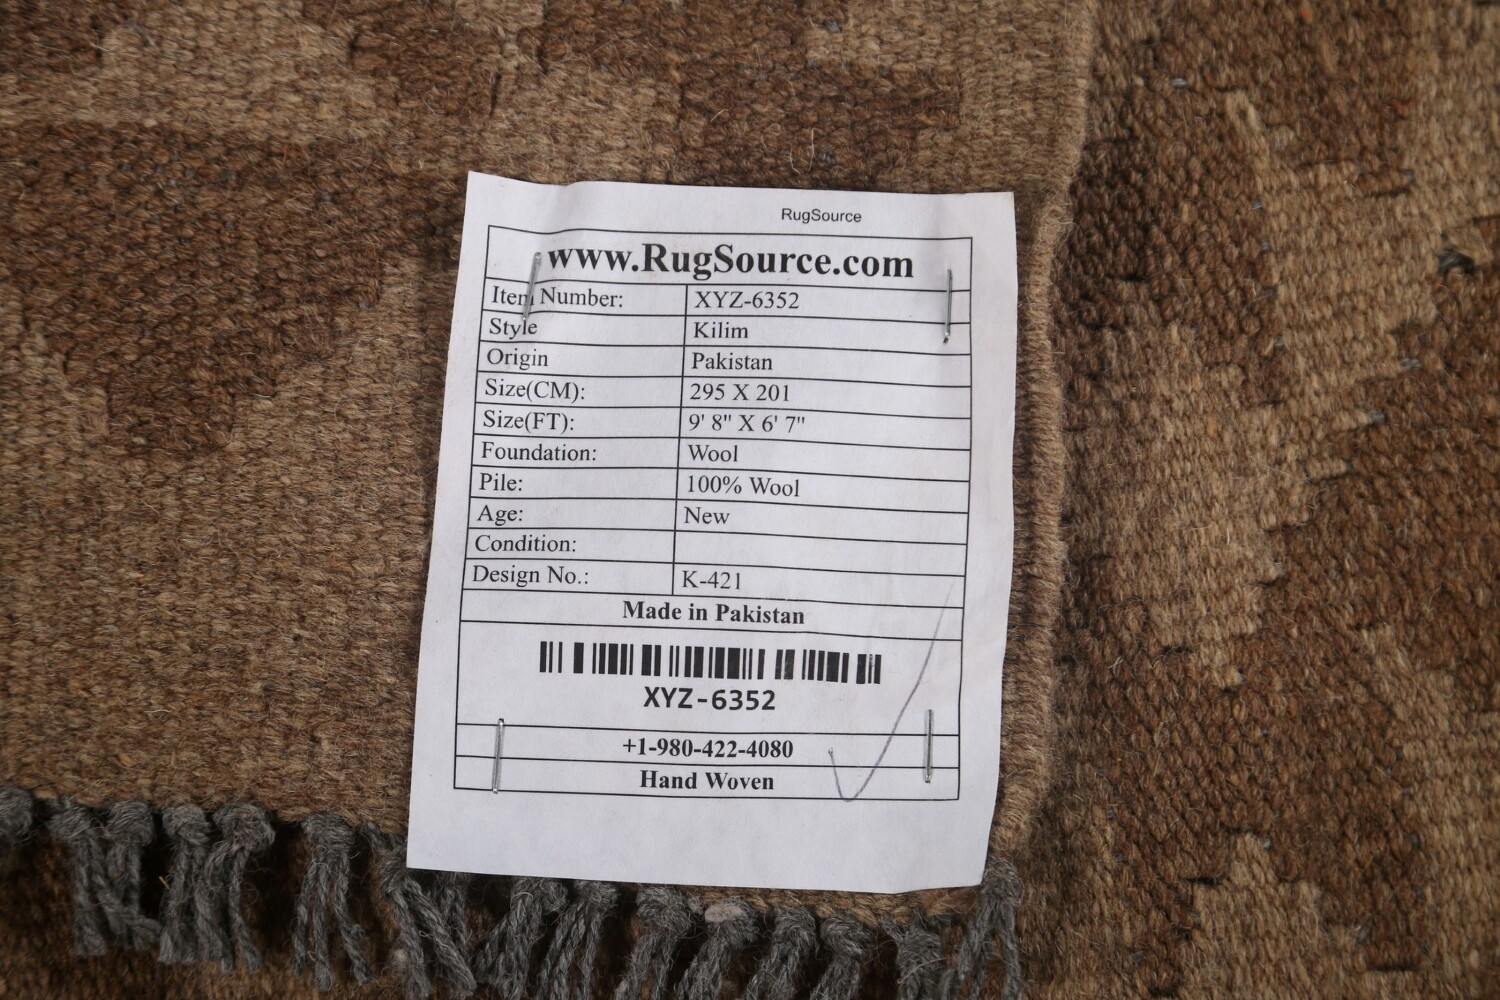 RugSource
www.RugSource.com
Item Number: XYZ-6352
Style Kilim
Origin Pakistan
Size(CM): 295 X 201
Size(FT): 9' 8" X 6' 7"
Foundation: Wool
Pile: 100% Wool
Age: New
Condition:
Design No.: K-421
Made in Pakistan
XYZ-6352
+1-980-422-4080
Hand Woven